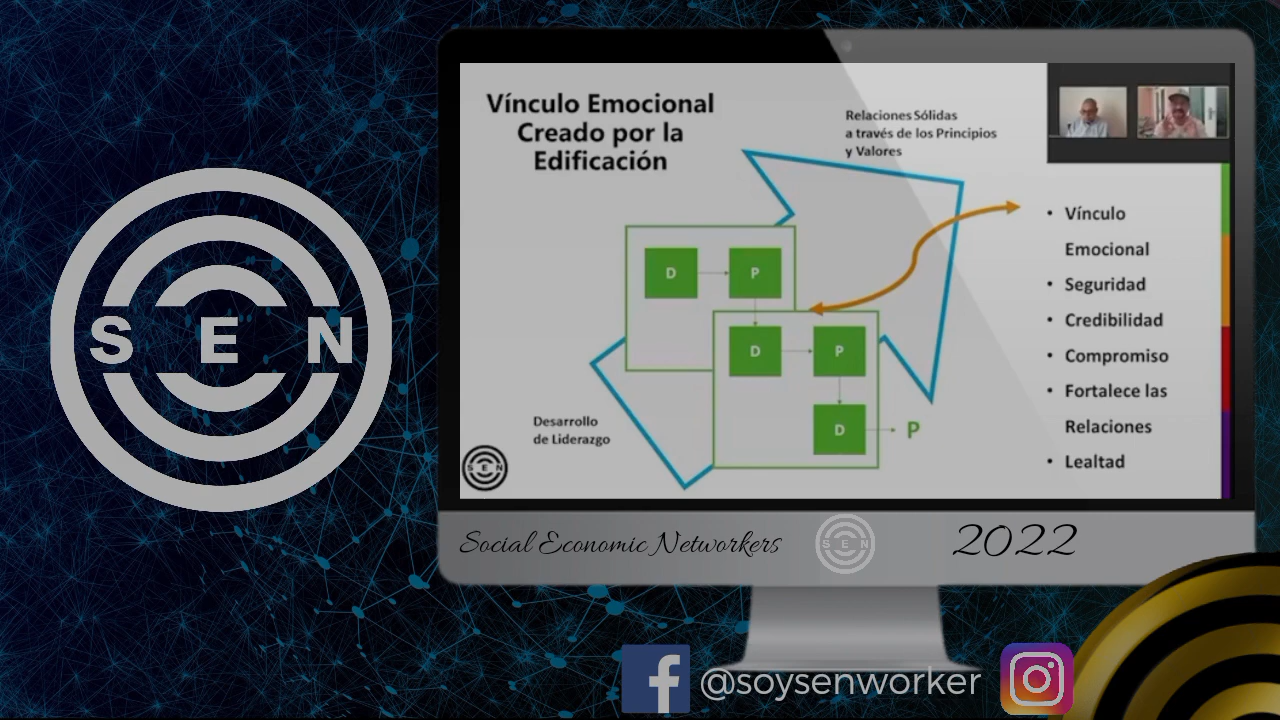 S E N
Vínculo Emocional
Creado por la
Edificación
Relaciones Sólidas
a través de los Principios
y Valores
D
P
D
P
D
P
Desarrollo
de Liderazgo
S E N
• Vínculo
Emocional
• Seguridad
• Credibilidad
• Compromiso
• Fortalece las
Relaciones
• Lealtad
Social Economic Networkers
S E N
2022
@soysenworker